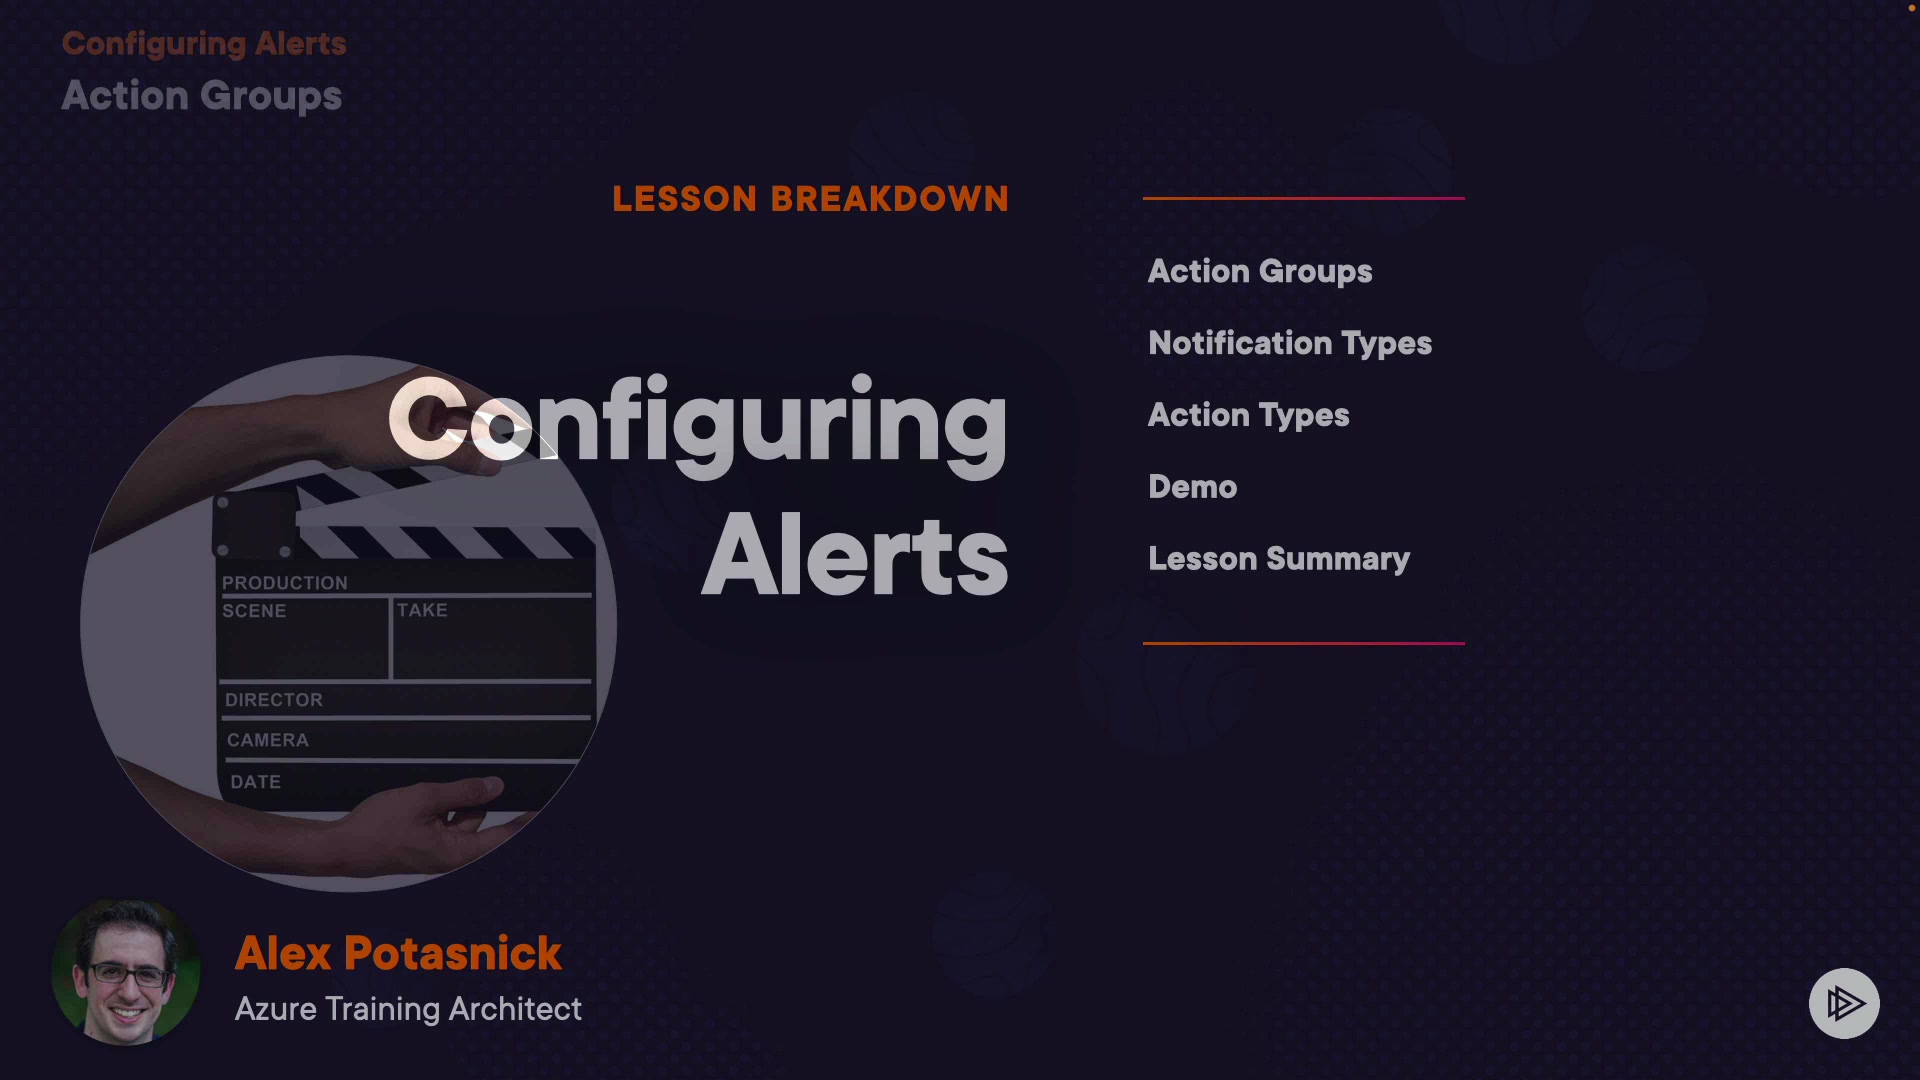 Configuring Alerts
Action Groups
LESSON BREAKDOWN
Configuring
Alerts
Action Groups
Notification Types
Action Types
Demo
Lesson Summary
PRODUCTION
SCENE
TAKE
DIRECTOR
CAMERA
DATE
Alex Potasnick
Azure Training Architect